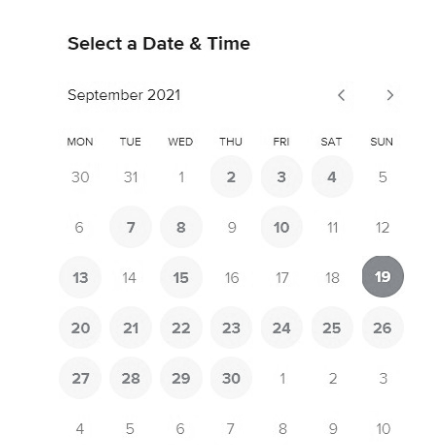 Select a Date & Time
September 2021
MON TUE WED THU FRI SAT SUN
30 31 1 2 3 4 5
6 7 8 9 10 11 12
13 14 15 16 17 18 19
20 21 22 23 24 25 26
27 28 29 30 1 2 3
4 5 6 7 8 9 10